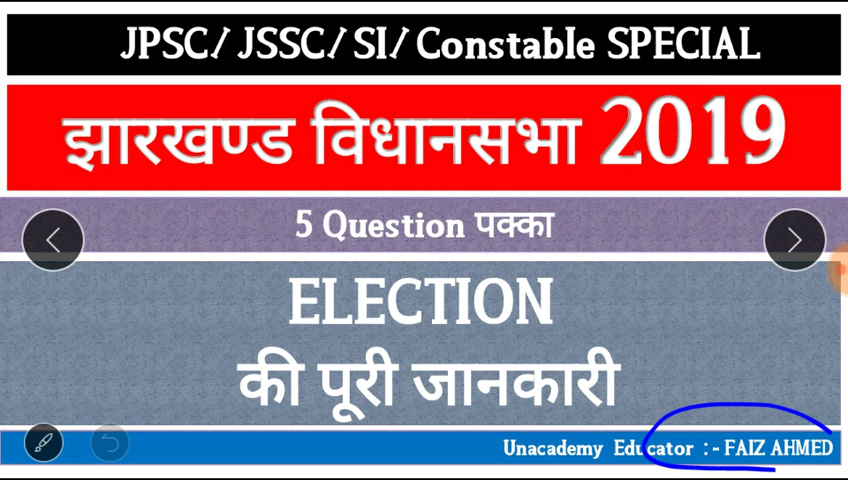 JPSC/ JSSC/ SI/ Constable SPECIAL
झारखण्ड विधानसभा 2019
5 Question पक्का
ELECTION
की पूरी जानकारी
Unacademy Educator :- FAIZ AHMED